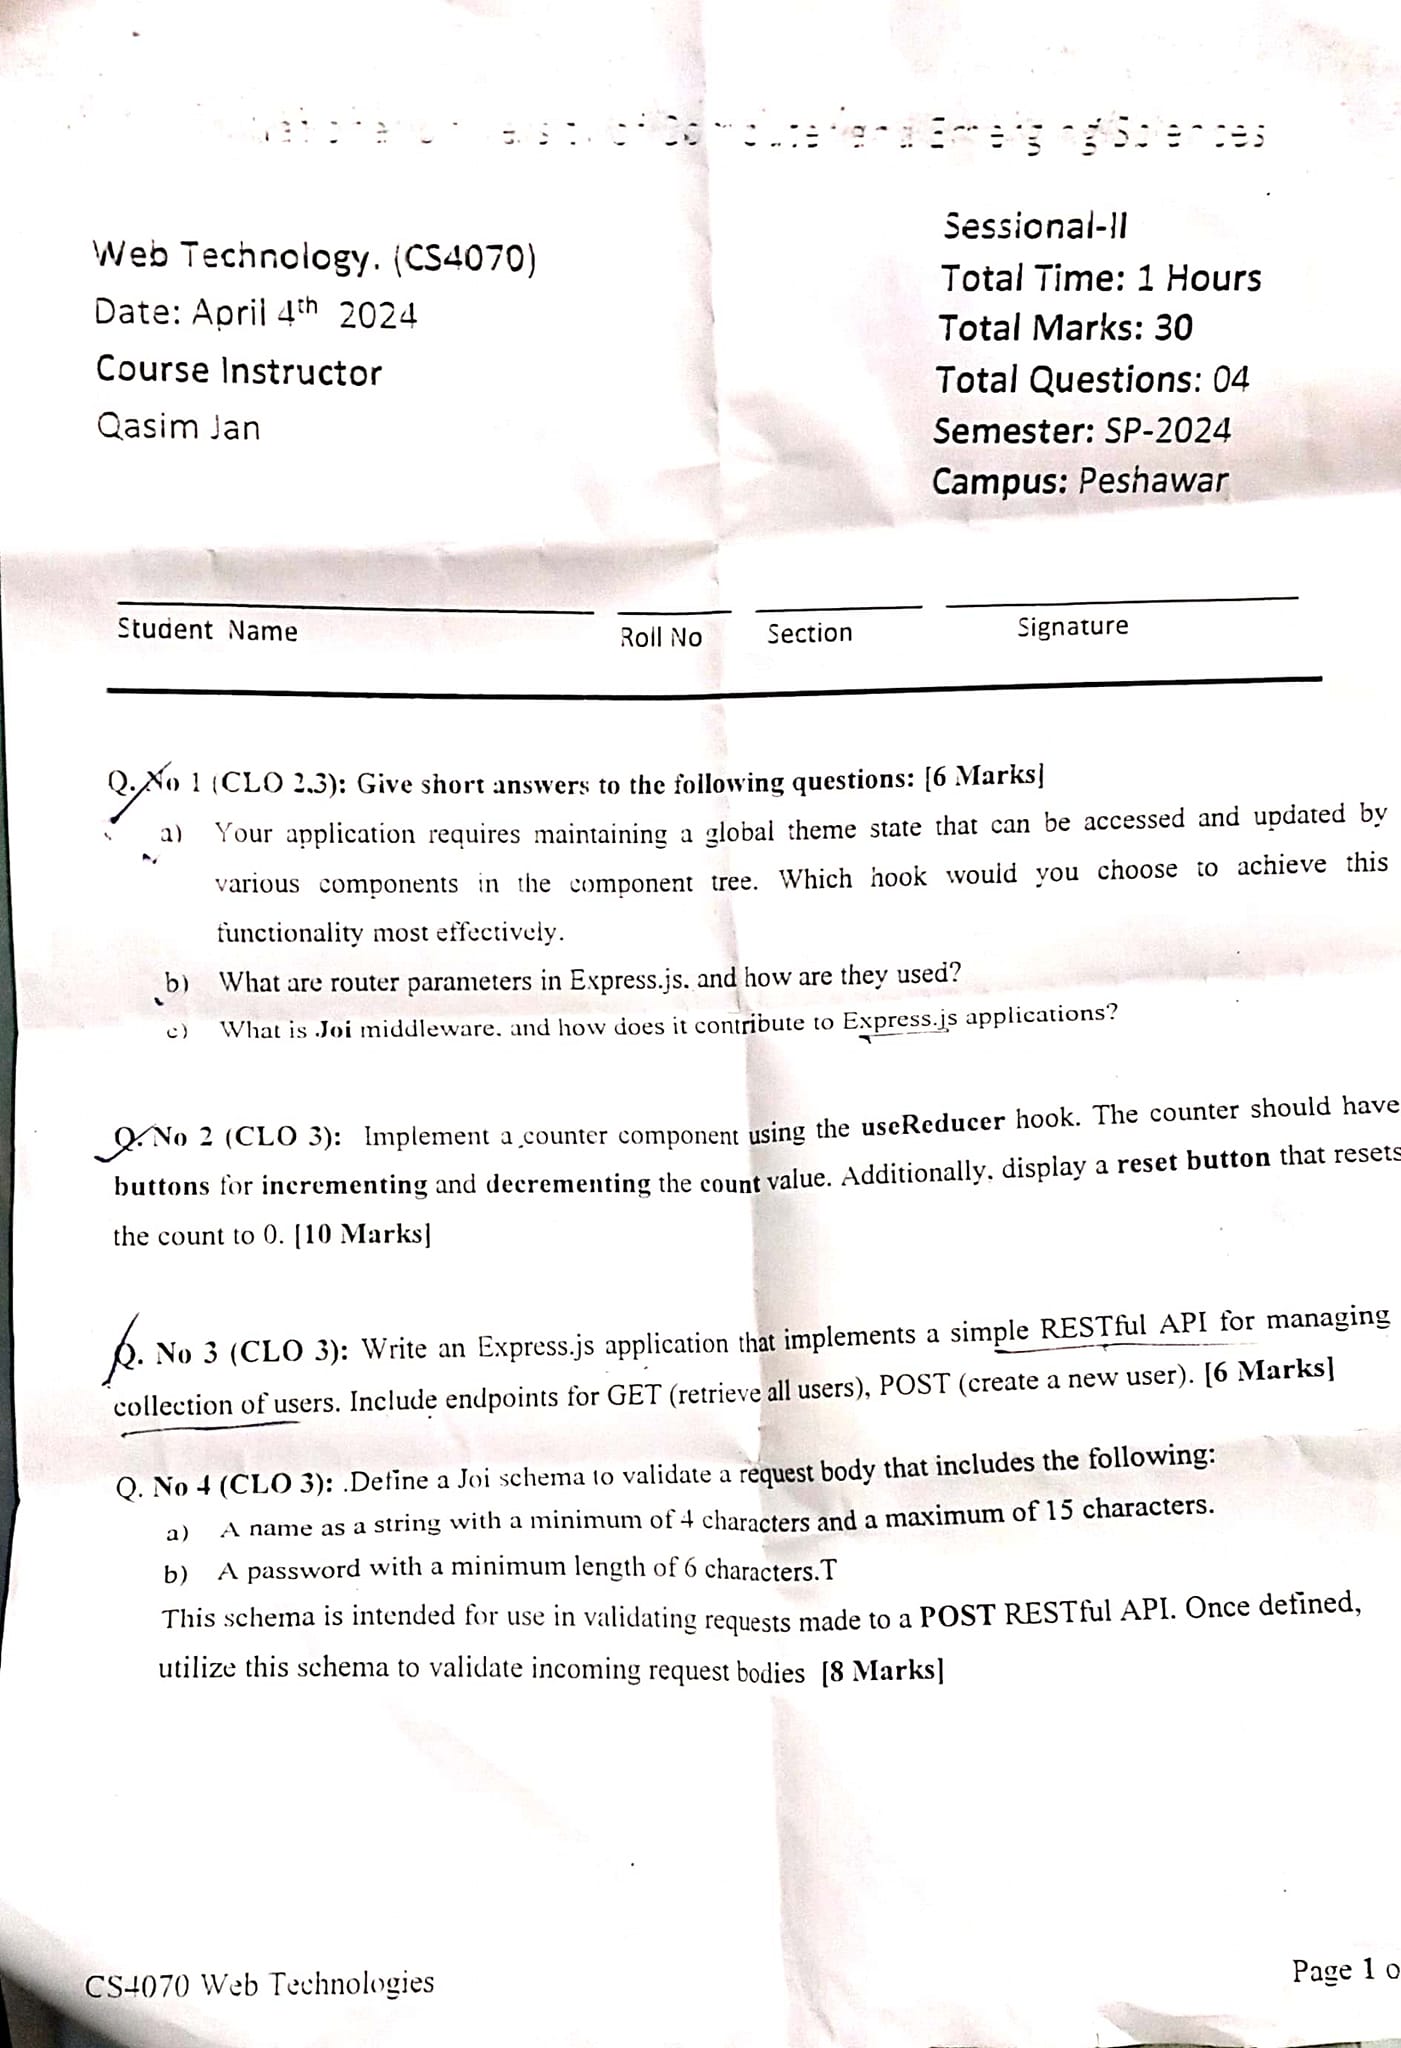 of Computer and Emerging Sciences
Web Technology. (CS4070)
Date: April 4th 2024
Course Instructor
Qasim Jan
Sessional-II
Total Time: 1 Hours
Total Marks: 30
Total Questions: 04
Semester: SP-2024
Campus: Peshawar
Student Name Roll No Section Signature
Q. No 1 (CLO 2,3): Give short answers to the following questions: [6 Marks]
a) Your application requires maintaining a global theme state that can be accessed and updated by
various components in the component tree. Which hook would you choose to achieve this
functionality most effectively.
b) What are router parameters in Express.js, and how are they used?
c) What is Joi middleware, and how does it contribute to Express.js applications?
Q. No 2 (CLO 3): Implement a counter component using the useReducer hook. The counter should have
buttons for incrementing and decrementing the count value. Additionally, display a reset button that resets
the count to 0. [10 Marks]
Q. No 3 (CLO 3): Write an Express.js application that implements a simple RESTful API for managing
collection of users. Include endpoints for GET (retrieve all users), POST (create a new user). [6 Marks]
Q. No 4 (CLO 3): .Define a Joi schema to validate a request body that includes the following:
a) A name as a string with a minimum of 4 characters and a maximum of 15 characters.
b) A password with a minimum length of 6 characters.T
This schema is intended for use in validating requests made to a POST RESTful API. Once defined,
utilize this schema to validate incoming request bodies [8 Marks]
CS4070 Web Technologies
Page 1 o